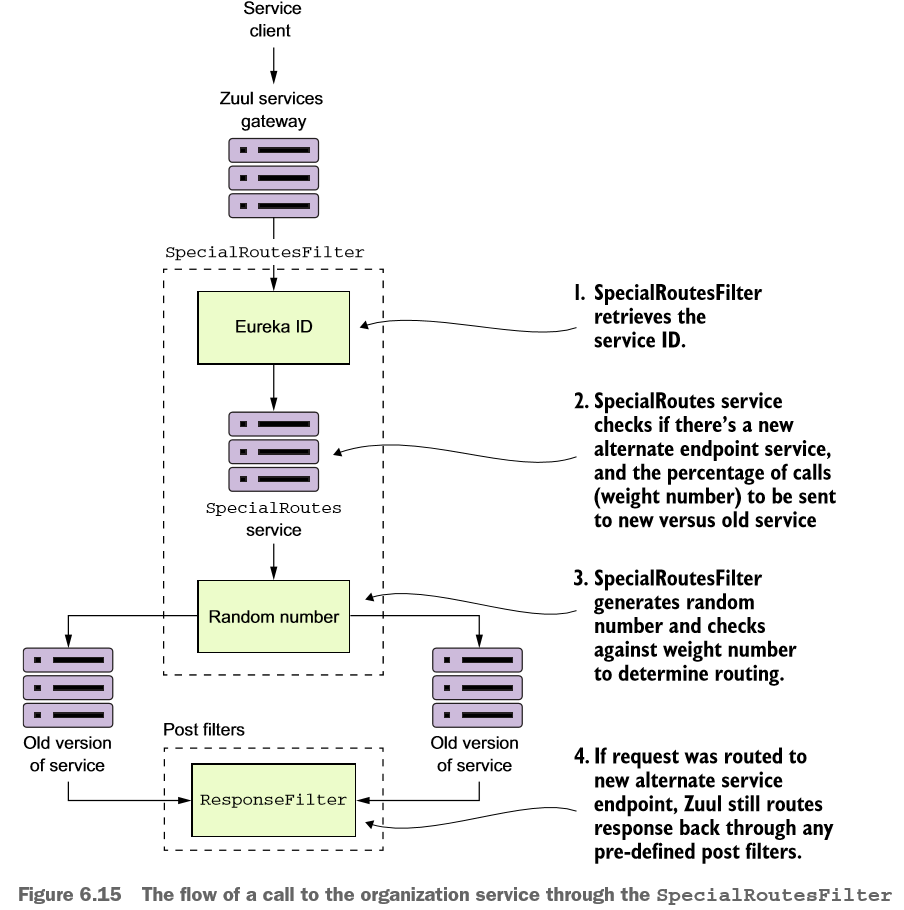 Service
client
Zuul services
gateway
SpecialRoutesFilter
Eureka ID
1. SpecialRoutesFilter
retrieves the
service ID.
2. SpecialRoutes service
checks if there's a new
alternate endpoint service,
and the percentage of calls
(weight number) to be sent
to new versus old service
SpecialRoutes
service
3. SpecialRoutesFilter
generates random
number and checks
against weight number
to determine routing.
Random number
Old version
of service
Old version
of service
Post filters
ResponseFilter
4. If request was routed to
new alternate service
endpoint, Zuul still routes
response back through any
pre-defined post filters.
Figure 6.15 The flow of a call to the organization service through the SpecialRoutesFilter